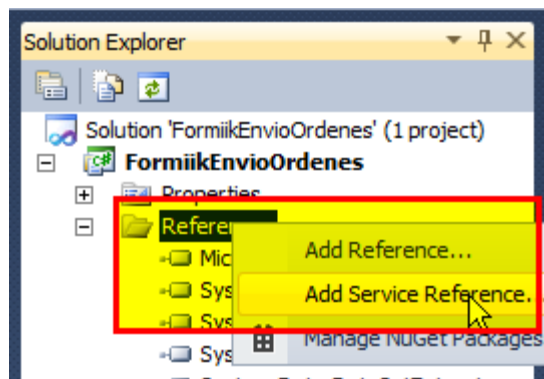 Solution Explorer
Solution 'FormiikEnvioOrdenes' (1 project)
FormiikEnvioOrdenes
Properties
Add Reference...
Add Service Reference...
Manage NuGet Packages